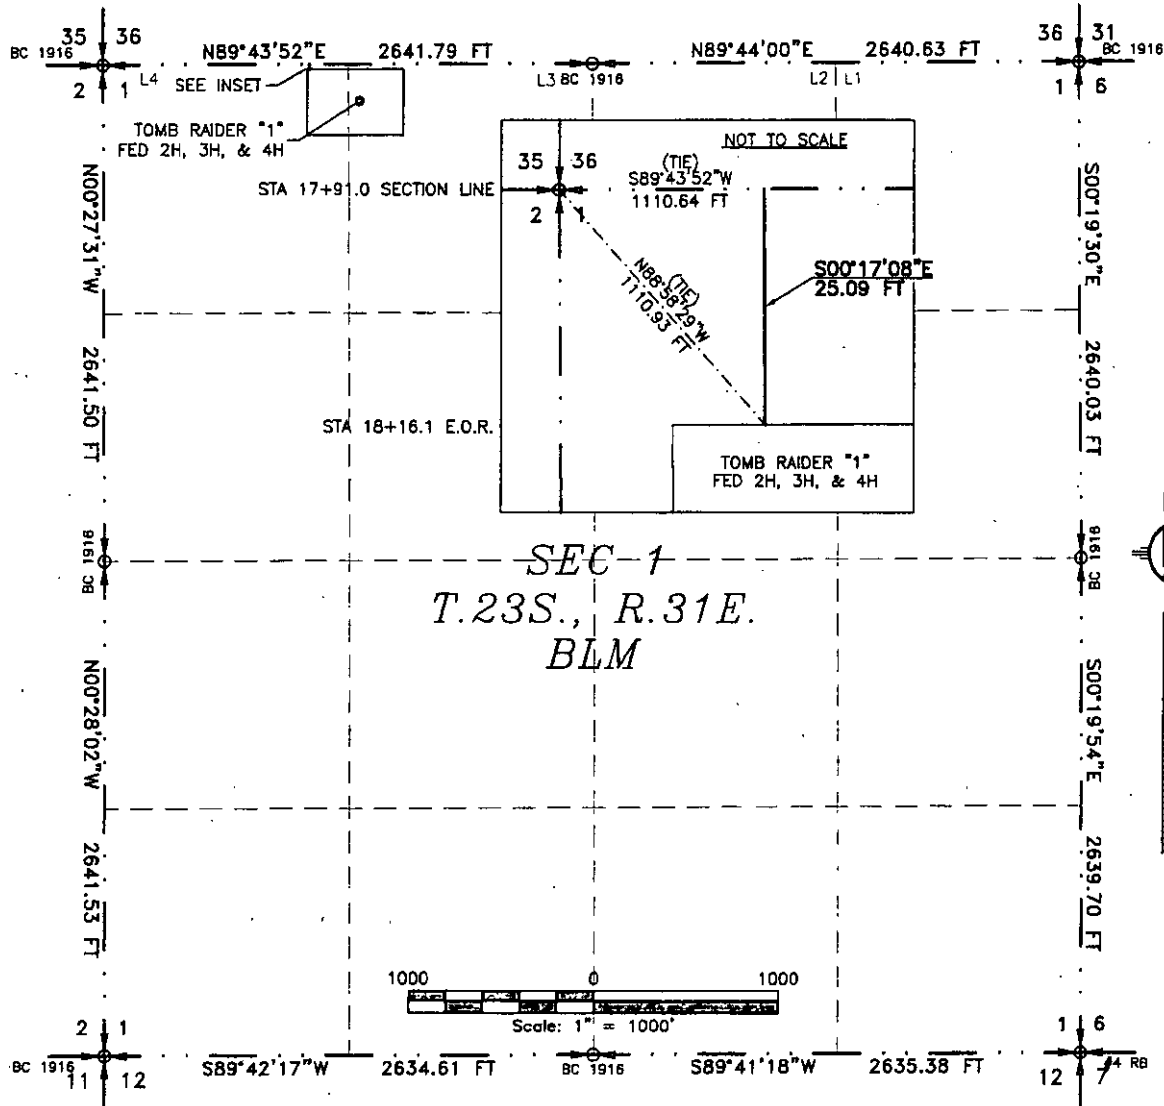 35 36
BC 1916
N89°43'52"E 2641.79 FT
N89°44'00"E 2640.63 FT
36 31
BC 1916
2 1
L4
SEE INSET
L3 BC 1916
L2 L1
1 6
TOMB RAIDER "1"
FED 2H, 3H, & 4H
NOT TO SCALE
35 36
(TIE)
S89°43'52"W
1110.64 FT
STA 17+91.0 SECTION LINE
2 1
(TIE)
N88°58'29"W
1110.93 FT
S00°17'08"E
25.09 FT
STA 18+16.1 E.O.R.
TOMB RAIDER "1"
FED 2H, 3H, & 4H
N00°27'31"W 2641.50 FT
S00°19'30"E 2640.03 FT
BC 1916
BC 1916
SEC 1
T.23S., R.31E.
BLM
N00°28'02"W 2641.53 FT
S00°19'54"E 2639.70 FT
1000 0 1000
Scale: 1" = 1000'
2 1
BC 1916
11 12
S89°42'17"W 2634.61 FT
BC 1916
S89°41'18"W 2635.38 FT
1 6
12 7
#4 RB